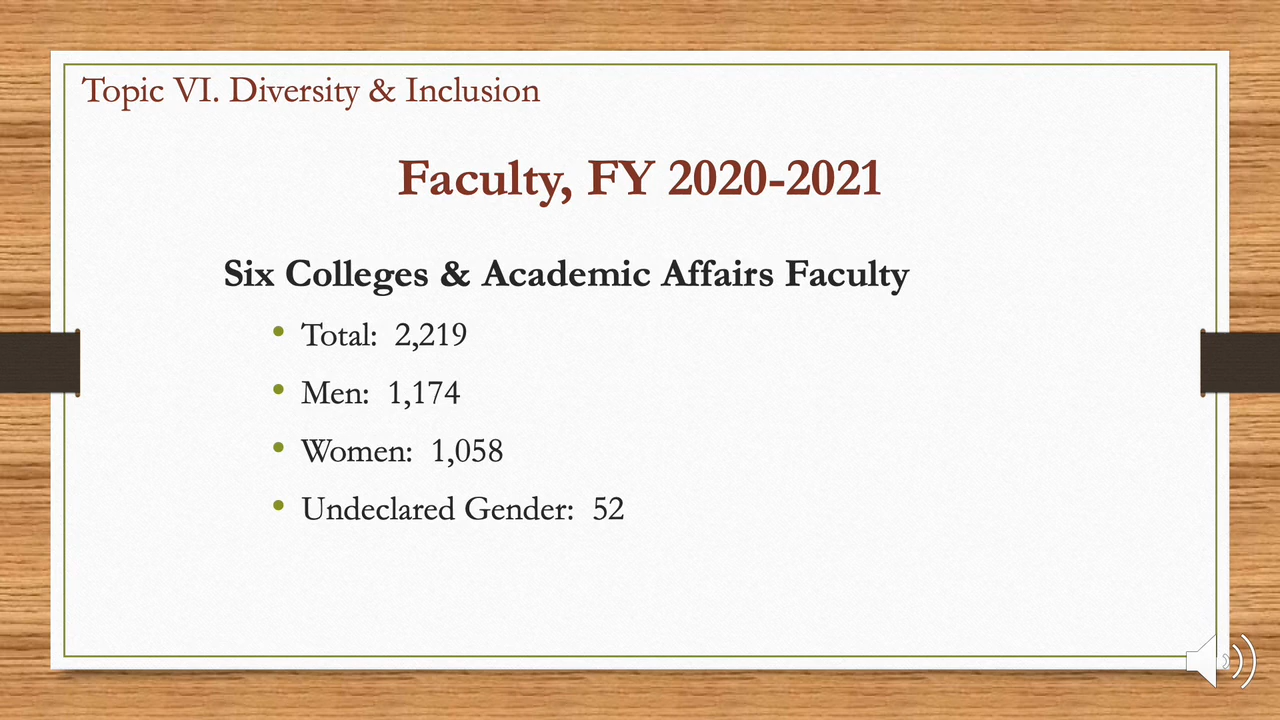 Topic VI. Diversity & Inclusion
Faculty, FY 2020-2021
Six Colleges & Academic Affairs Faculty
• Total: 2,219
• Men: 1,174
• Women: 1,058
• Undeclared Gender: 52